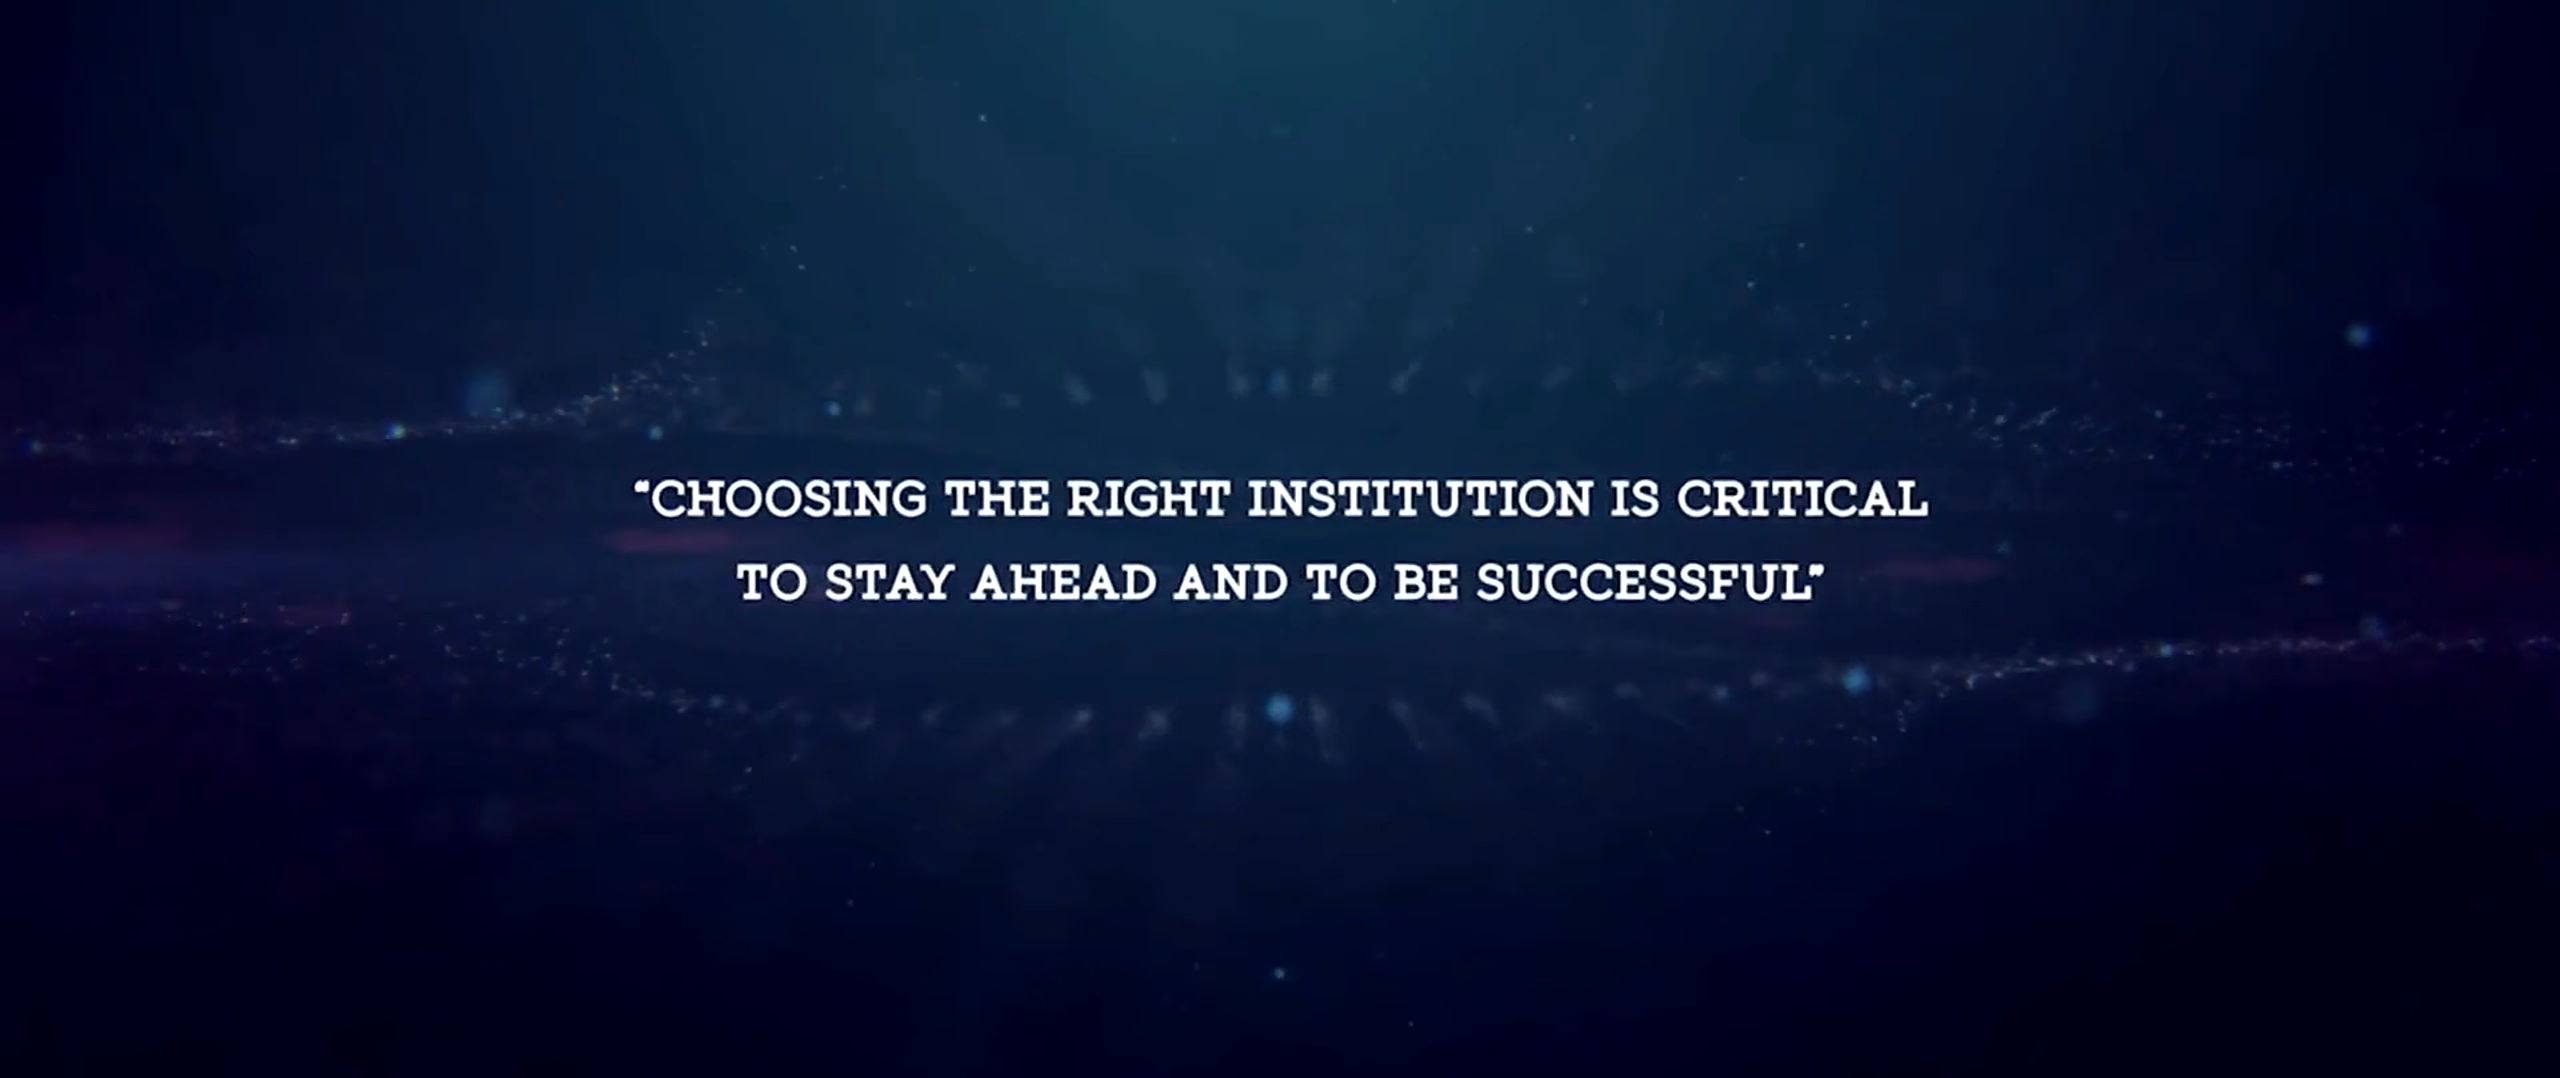 “CHOOSING THE RIGHT INSTITUTION IS CRITICAL
TO STAY AHEAD AND TO BE SUCCESSFUL”